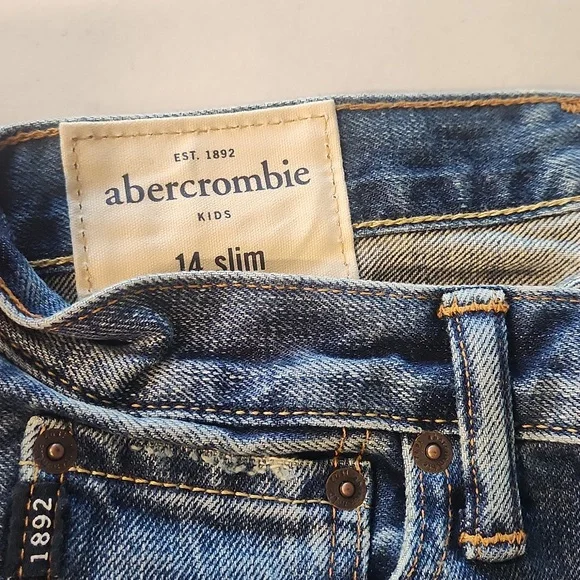 EST. 1892
abercrombie
KIDS
14 slim
1892